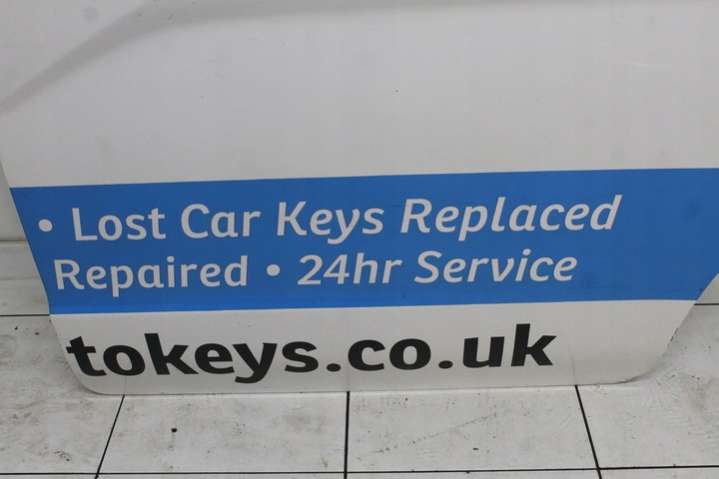 • Lost Car Keys Replaced
Repaired • 24hr Service
tokeys.co.uk